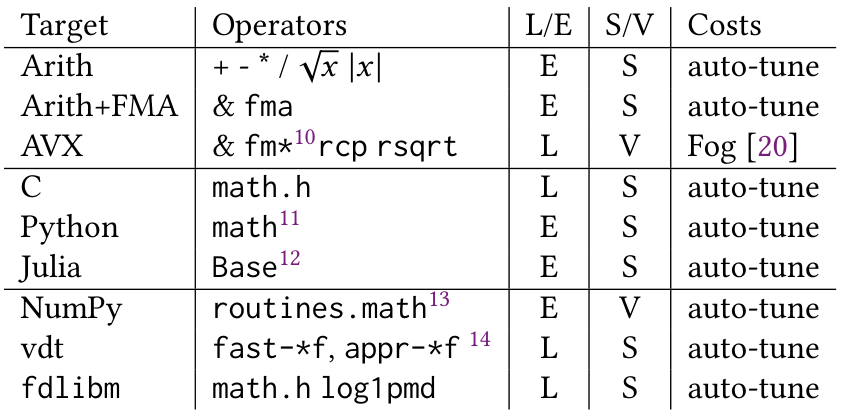 Target Operators L/E S/V Costs
Arith + - * / √x |x| E S auto-tune
Arith+FMA & fma E S auto-tune
AVX & fm*10 rcp rsqrt L V Fog [20]
C math.h L S auto-tune
Python math11 E S auto-tune
Julia Base12 E S auto-tune
NumPy routines.math13 E V auto-tune
vdt fast-*f, appr-*f 14 L S auto-tune
fdlibm math.h log1pmd L S auto-tune